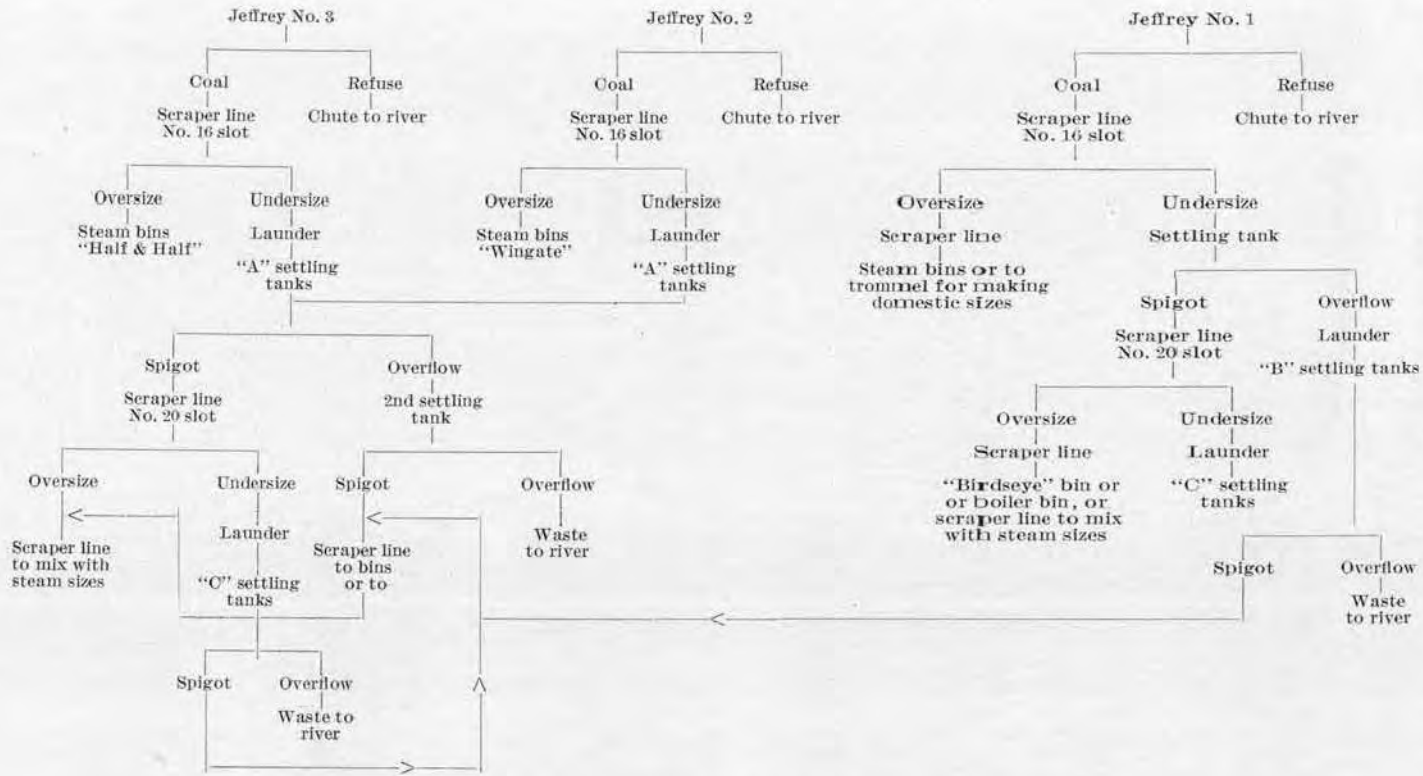 Jeffrey No. 3
Jeffrey No. 2
Jeffrey No. 1
Coal
Refuse
Coal
Refuse
Coal
Refuse
Scraper line
No. 16 slot
Chute to river
Scraper line
No. 16 slot
Chute to river
Scraper line
No. 16 slot
Chute to river
Oversize
Undersize
Oversize
Undersize
Oversize
Undersize
Steam bins
"Half & Half"
Launder
"A" settling
tanks
Steam bins
"Wingate"
Launder
"A" settling
tanks
Scraper line
Steam bins or to
trommel for making
domestic sizes
Settling tank
Spigot
Overflow
Scraper line
No. 20 slot
Launder
"B" settling tanks
Spigot
Overflow
Scraper line
No. 20 slot
2nd settling
tank
Oversize
Undersize
Scraper line
Launder
"Birdseye" bin or
or boiler bin, or
scraper line to mix
with steam sizes
"C" settling
tanks
Oversize
Undersize
Spigot
Overflow
Scraper line
to mix with
steam sizes
Launder
"C" settling
tanks
Scraper line
to bins
or to
Waste
to river
Spigot
Overflow
Waste
to river
Spigot
Overflow
Waste to
river